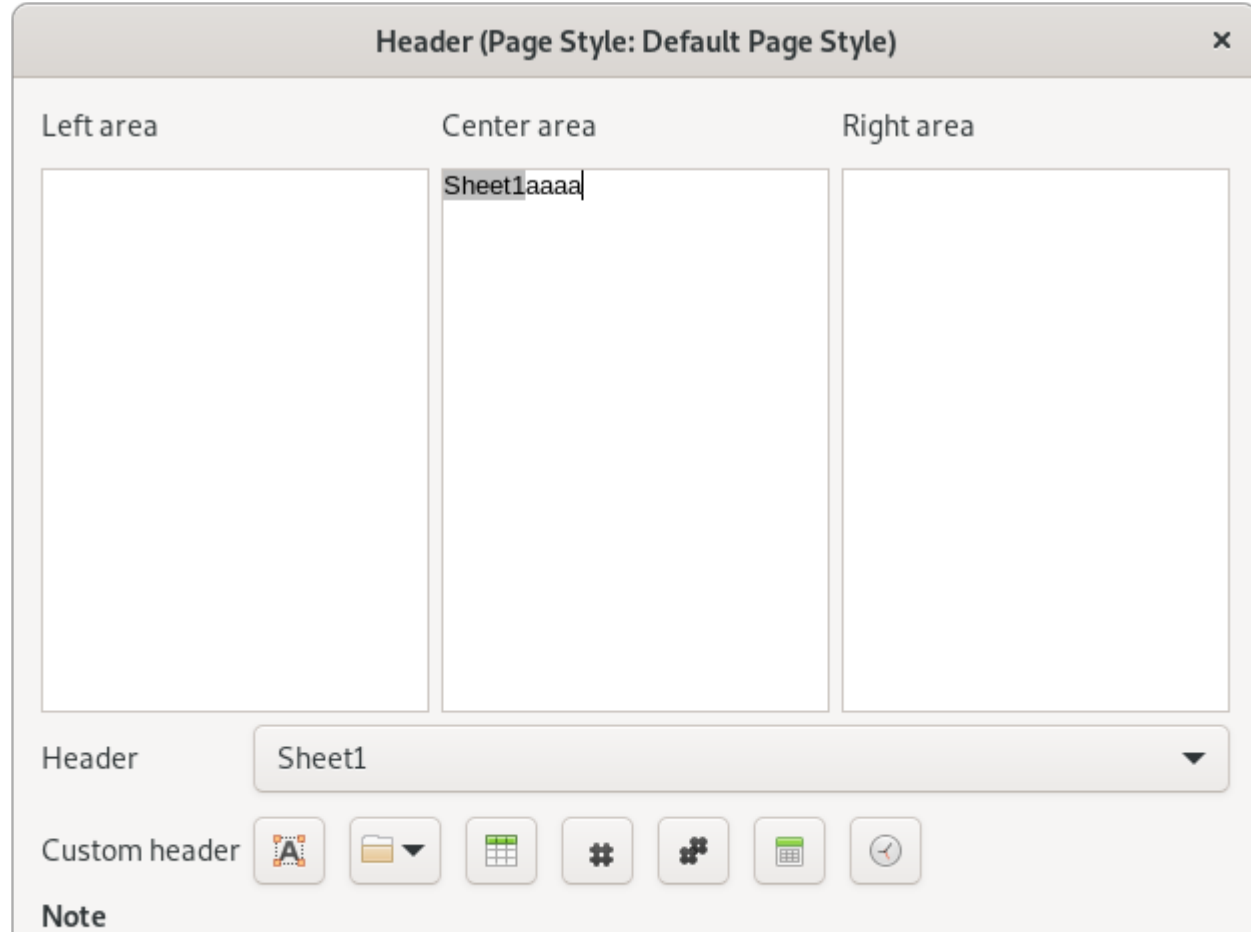 Header (Page Style: Default Page Style)
Left area
Center area
Right area
Sheet1aaaa
Header
Sheet1
Custom header
Note